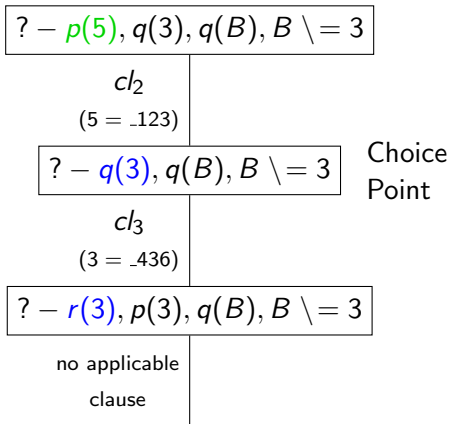 ? − p(5), q(3), q(B), B \= 3
cl₂
(5 = _123)
? − q(3), q(B), B \= 3
Choice
Point
cl₃
(3 = _436)
? − r(3), p(3), q(B), B \= 3
no applicable
clause